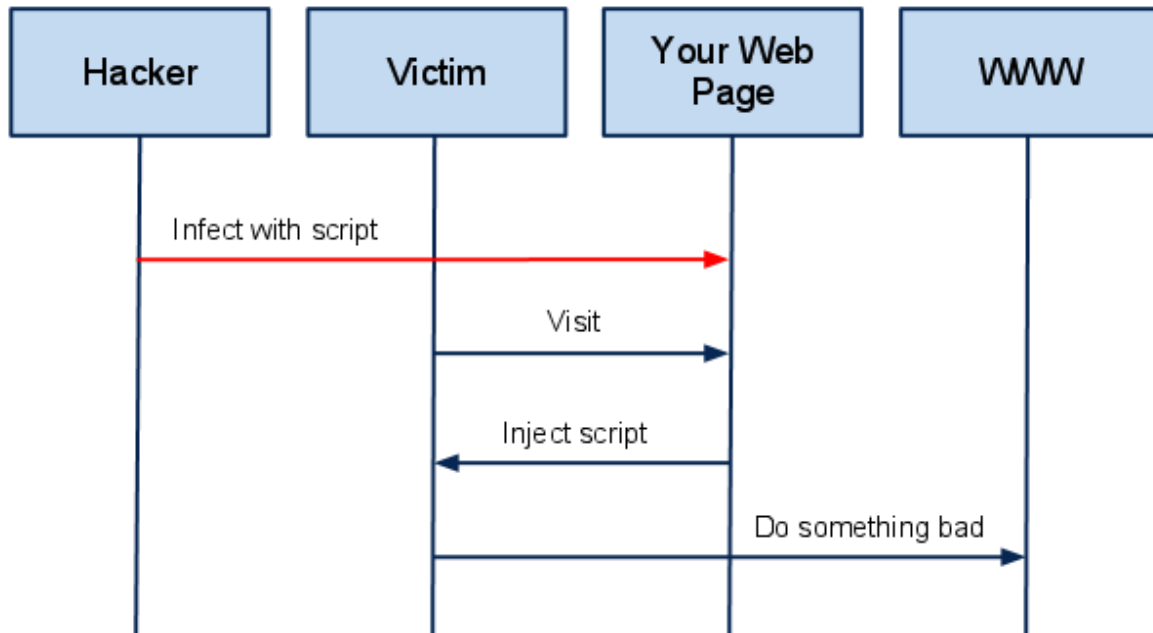 Hacker
Victim
Your Web
Page
WWW
Infect with script
Visit
Inject script
Do something bad